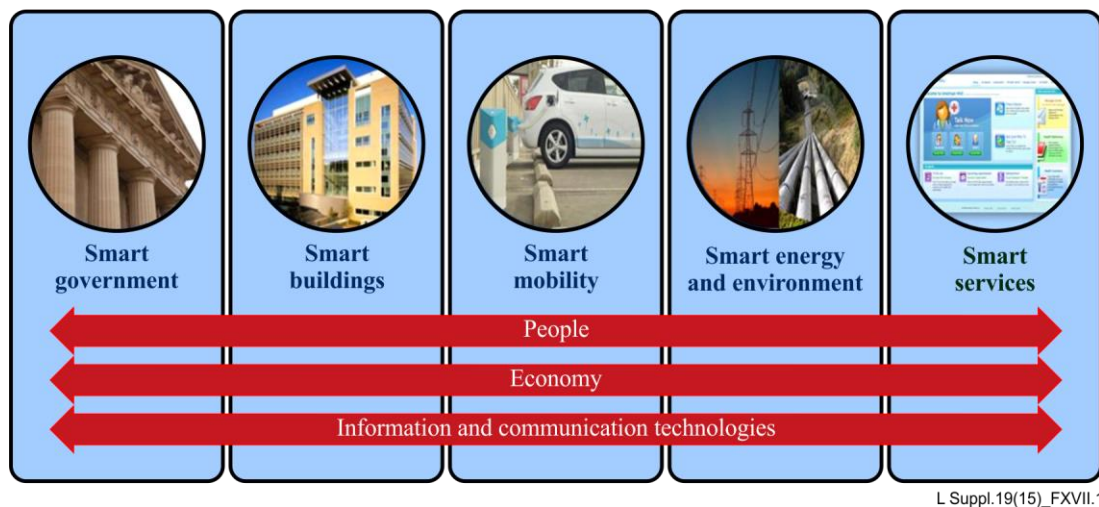 Smart
government
Smart
buildings
Smart
mobility
Smart energy
and environment
Smart
services
People
Economy
Information and communication technologies
L Suppl.19(15)_FXVII.1